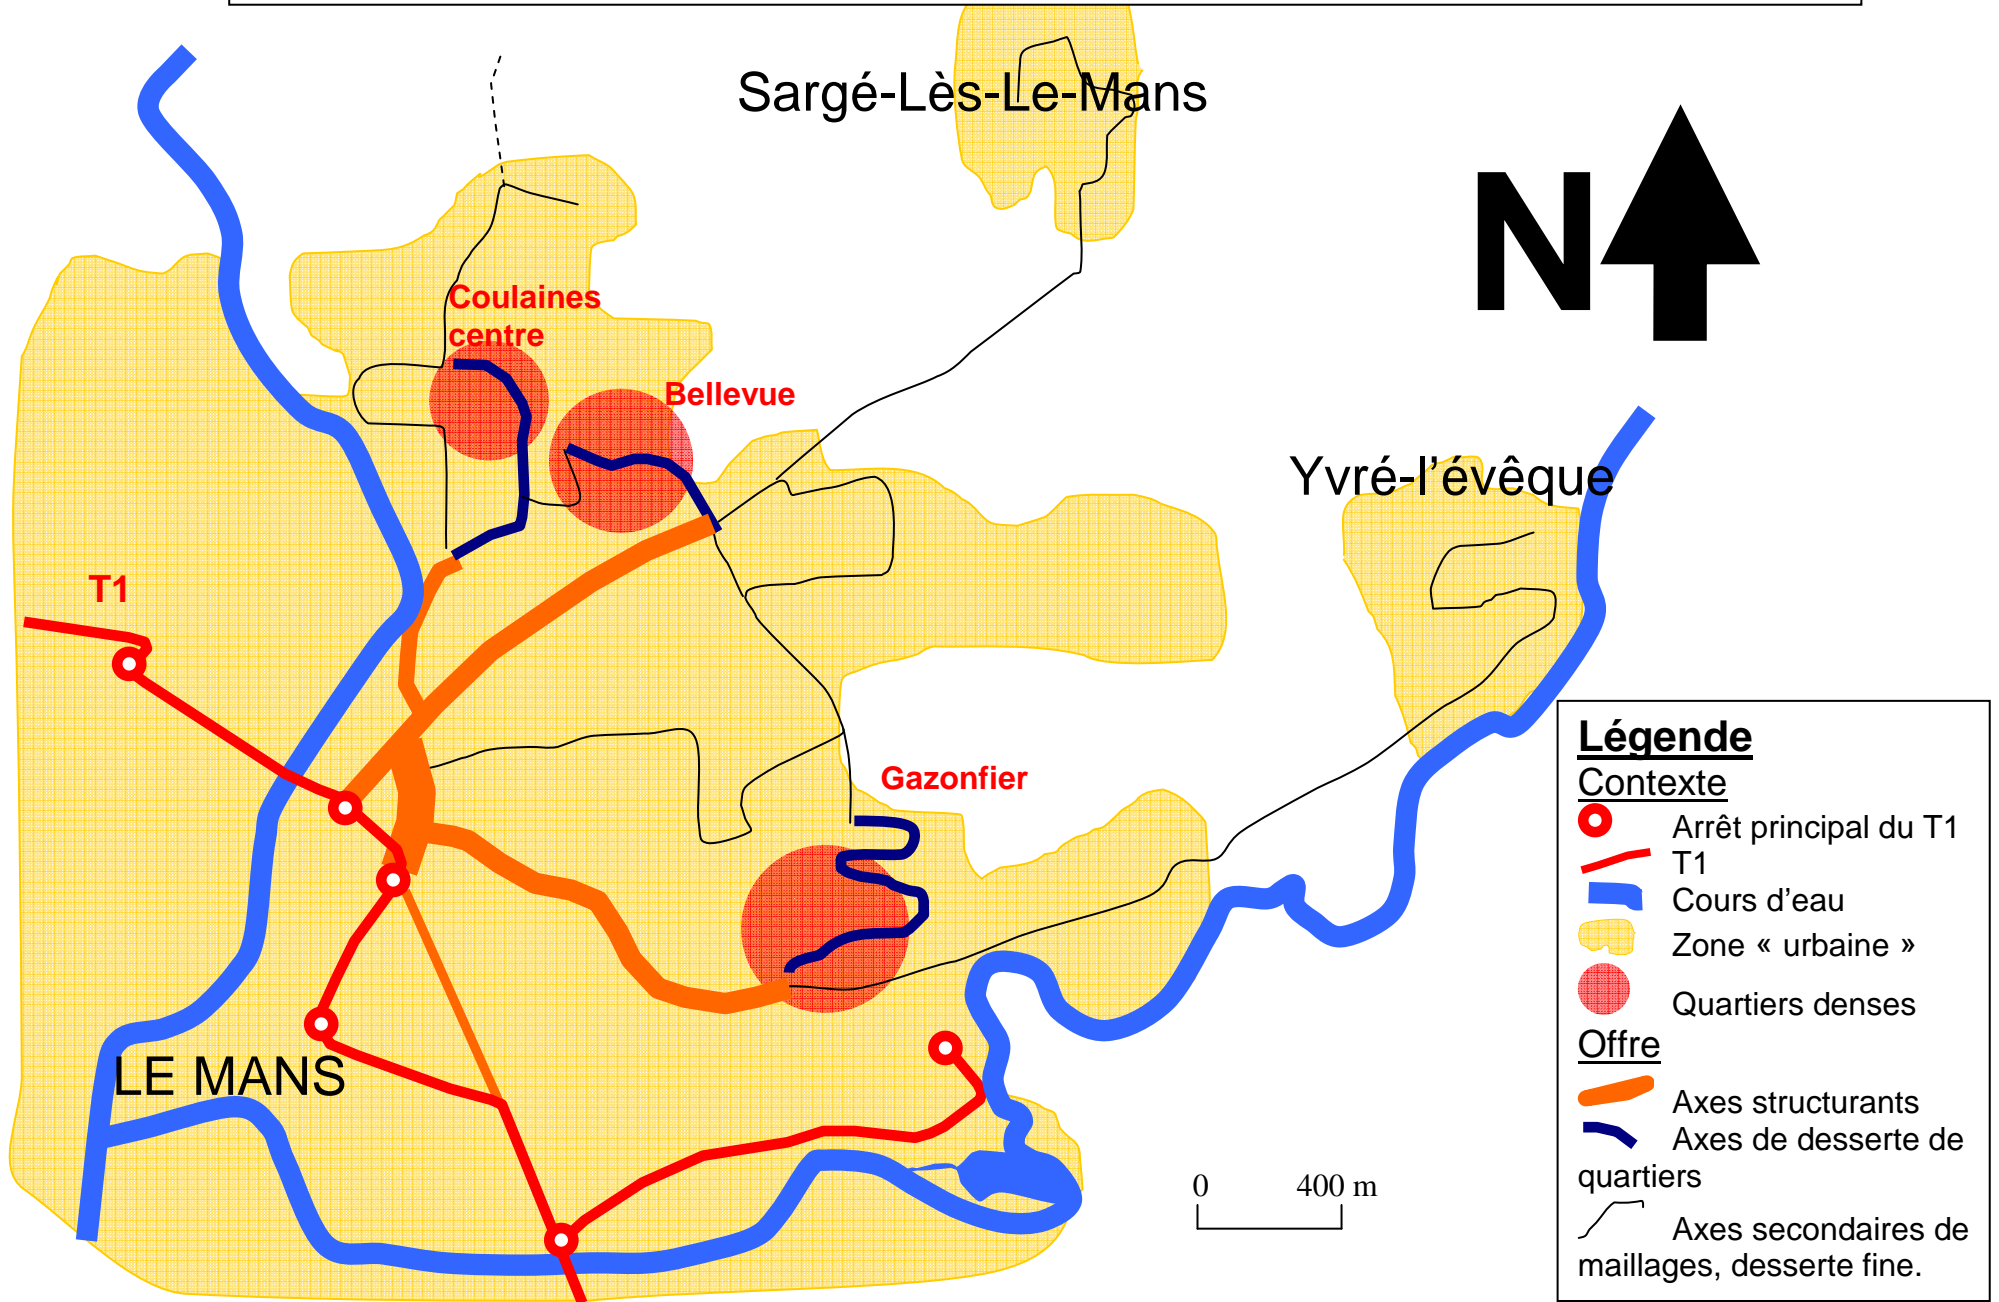 Sargé-Lès-Le-Mans
N
Coulaines
centre
Bellevue
Yvré-l'évêque
T1
Gazonfier
LE MANS
0 400 m
Légende
Contexte
Arrêt principal du T1
T1
Cours d'eau
Zone « urbaine »
Quartiers denses
Offre
Axes structurants
Axes de desserte de
quartiers
Axes secondaires de
maillages, desserte fine.